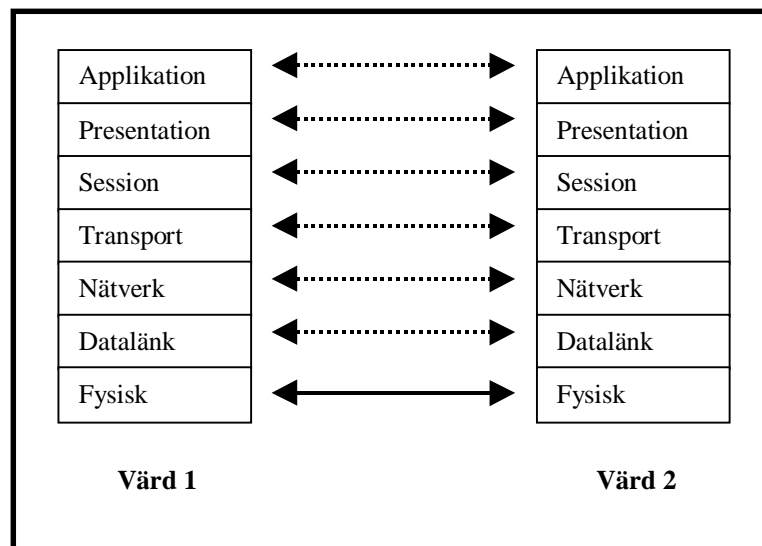 Applikation
Applikation
Presentation
Presentation
Session
Session
Transport
Transport
Nätverk
Nätverk
Datalänk
Datalänk
Fysisk
Fysisk
Värd 1
Värd 2